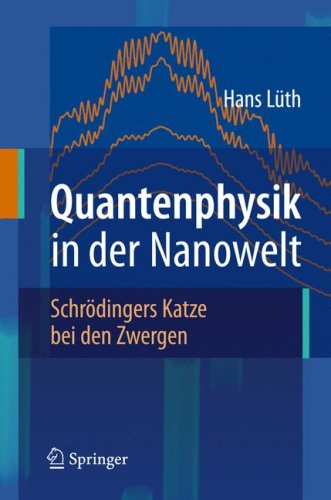 Hans Lüth
Quantenphysik
in der Nanowelt
Schrödingers Katze
bei den Zwergen
Springer